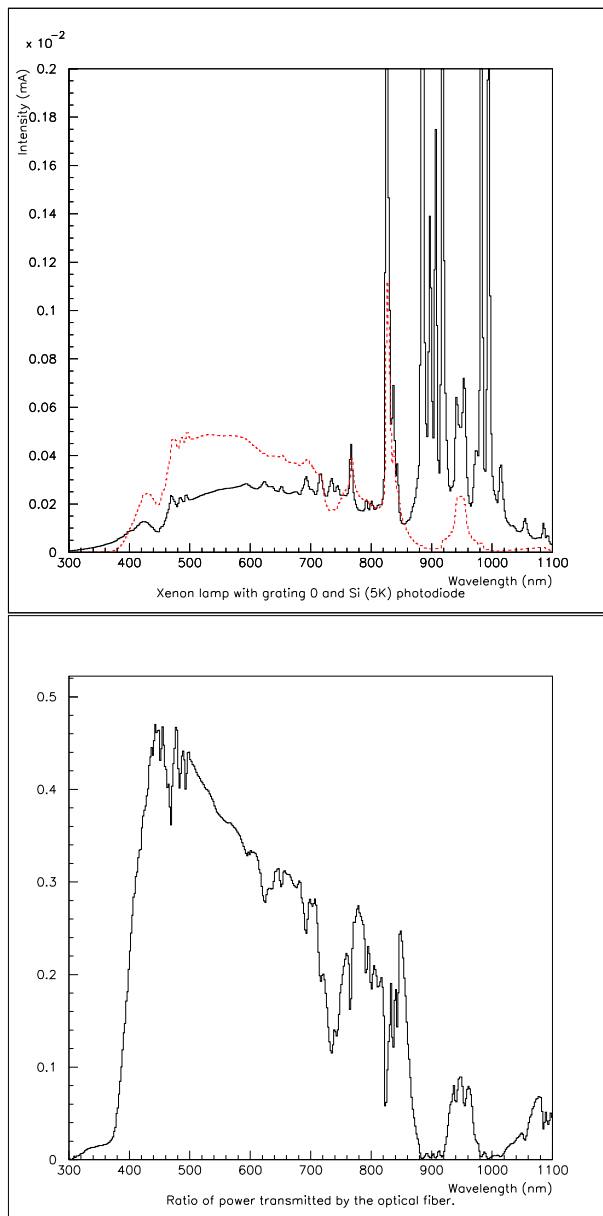 x 10⁻²
Intensity (mA)
0.2
0.18
0.16
0.14
0.12
0.1
0.08
0.06
0.04
0.02
0
300 400 500 600 700 800 900 1000 1100
Wavelength (nm)
Xenon lamp with grating 0 and Si (5K) photodiode
0.5
0.4
0.3
0.2
0.1
0
300 400 500 600 700 800 900 1000 1100
Wavelength (nm)
Ratio of power transmitted by the optical fiber.